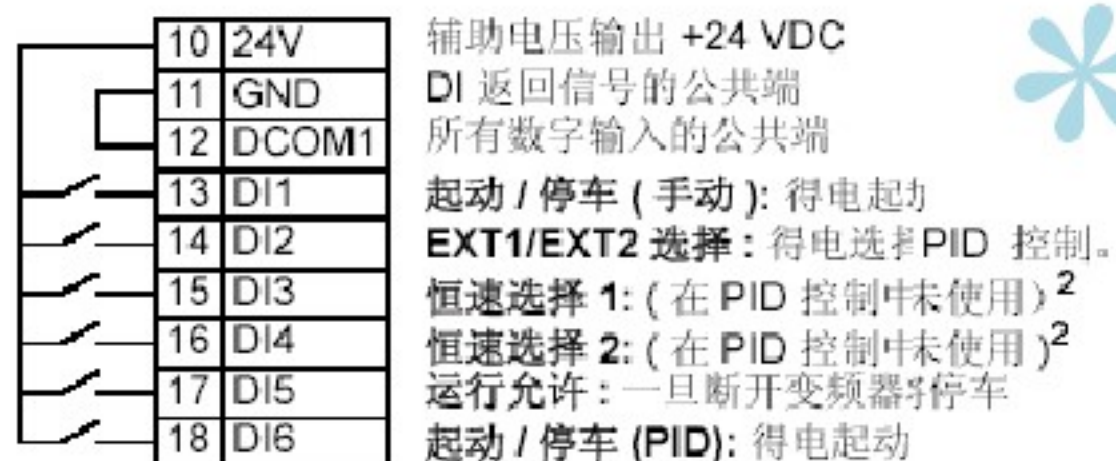 10 24V 辅助电压输出 +24 VDC
11 GND DI 返回信号的公共端
12 DCOM1 所有数字输入的公共端
13 DI1 起动 / 停车 ( 手动 ): 得电起
14 DI2 EXT1/EXT2 选择 : 得电选择PID 控制。
15 DI3 恒速选择 1: ( 在 PID 控制中未使用 ) 2
16 DI4 恒速选择 2: ( 在 PID 控制中未使用 )2
17 DI5 运行允许 : 一旦断开变频器将停车
18 DI6 起动 / 停车 (PID): 得电起动